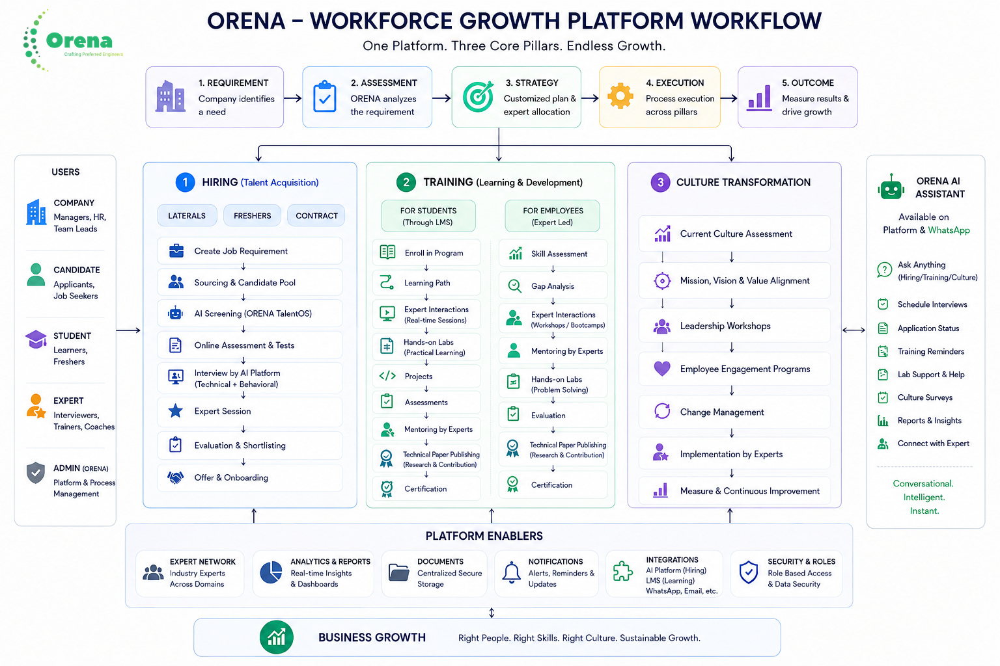 Orena
Crafting Preferred Engineers
ORENA – WORKFORCE GROWTH PLATFORM WORKFLOW
One Platform. Three Core Pillars. Endless Growth.
1. REQUIREMENT
Company identifies
a need
2. ASSESSMENT
ORENA analyzes
the requirement
3. STRATEGY
Customized plan &
expert allocation
4. EXECUTION
Process execution
across pillars
5. OUTCOME
Measure results &
drive growth
USERS
COMPANY
Managers, HR,
Team Leads
CANDIDATE
Applicants,
Job Seekers
STUDENT
Learners,
Freshers
EXPERT
Interviewers,
Trainers, Coaches
ADMIN (ORENA)
Platform & Process
Management
1 HIRING (Talent Acquisition)
LATERALS
FRESHERS
CONTRACT
Create Job Requirement
Sourcing & Candidate Pool
AI Screening (ORENA TalentOS)
Online Assessment & Tests
Interview by AI Platform
(Technical + Behavioral)
Expert Session
Evaluation & Shortlisting
Offer & Onboarding
2 TRAINING (Learning & Development)
FOR STUDENTS
(Through LMS)
Enroll in Program
Learning Path
Expert Interactions
(Real-time Sessions)
Hands-on Labs
(Practical Learning)
Projects
Assessments
Mentoring by Experts
Technical Paper Publishing
(Research & Contribution)
Certification
FOR EMPLOYEES
(Expert Led)
Skill Assessment
Gap Analysis
Expert Interactions
(Workshops / Bootcamps)
Mentoring by Experts
Hands-on Labs
(Problem Solving)
Evaluation
Technical Paper Publishing
(Research & Contribution)
Certification
3 CULTURE TRANSFORMATION
Current Culture Assessment
Mission, Vision & Value Alignment
Leadership Workshops
Employee Engagement Programs
Change Management
Implementation by Experts
Measure & Continuous Improvement
ORENA AI
ASSISTANT
Available on
Platform & WhatsApp
Ask Anything
(Hiring/Training/Culture)
Schedule Interviews
Application Status
Training Reminders
Lab Support & Help
Culture Surveys
Reports & Insights
Connect with Expert
Conversational.
Intelligent.
Instant.
PLATFORM ENABLERS
EXPERT NETWORK
Industry Experts
Across Domains
ANALYTICS & REPORTS
Real-time Insights
& Dashboards
DOCUMENTS
Centralized Secure
Storage
NOTIFICATIONS
Alerts, Reminders &
Updates
INTEGRATIONS
AI Platform (Hiring)
LMS (Learning)
WhatsApp, Email, etc.
SECURITY & ROLES
Role Based Access
& Data Security
BUSINESS GROWTH
Right People. Right Skills. Right Culture. Sustainable Growth.